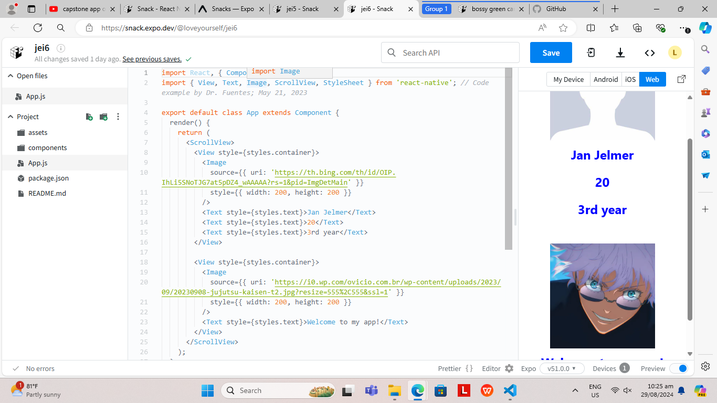 capstone app d
Snack - React N
Snacks — Expo
jei5 - Snack
jei6 - Snack
Group 1
bossy green ca
GitHub
https://snack.expo.dev/@loveyourself/jei6
jei6
All changes saved 1 day ago. See previous saves.
Search API
Save
L
Open files
App.js
Project
assets
components
App.js
package.json
README.md
import Image
1 import React, { Compo
2 import { View, Text, Image, ScrollView, StyleSheet } from 'react-native'; // Code
example by Dr. Fuentes; May 21, 2023
3
4 export default class App extends Component {
5 render() {
6 return (
7 <ScrollView>
8 <View style={styles.container}>
9 <Image
10 source={{ uri: 'https://th.bing.com/th/id/OIP.
IhLiSSNoTJG7atSpDZ4_wAAAAA?rs=1&pid=ImgDetMain' }}
11 style={{ width: 200, height: 200 }}
12 />
13 <Text style={styles.text}>Jan Jelmer</Text>
14 <Text style={styles.text}>20</Text>
15 <Text style={styles.text}>3rd year</Text>
16 </View>
17
18 <View style={styles.container}>
19 <Image
20 source={{ uri: 'https://i0.wp.com/ovicio.com.br/wp-content/uploads/2023/
09/20230908-jujutsu-kaisen-t2.jpg?resize=555%2C555&ssl=1' }}
21 style={{ width: 200, height: 200 }}
22 />
23 <Text style={styles.text}>Welcome to my app!</Text>
24 </View>
25 </ScrollView>
26 );
My Device
Android
iOS
Web
Jan Jelmer
20
3rd year
No errors
Prettier { }
Editor
Expo
v51.0.0
Devices 1
Preview
1
81°F
Partly sunny
Search
ENG
US
10:25 am
29/08/2024